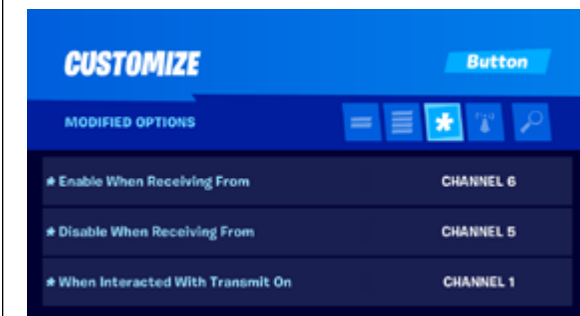 CUSTOMIZE
Button
MODIFIED OPTIONS
* Enable When Receiving From CHANNEL 6
* Disable When Receiving From CHANNEL 5
* When Interacted With Transmit On CHANNEL 1